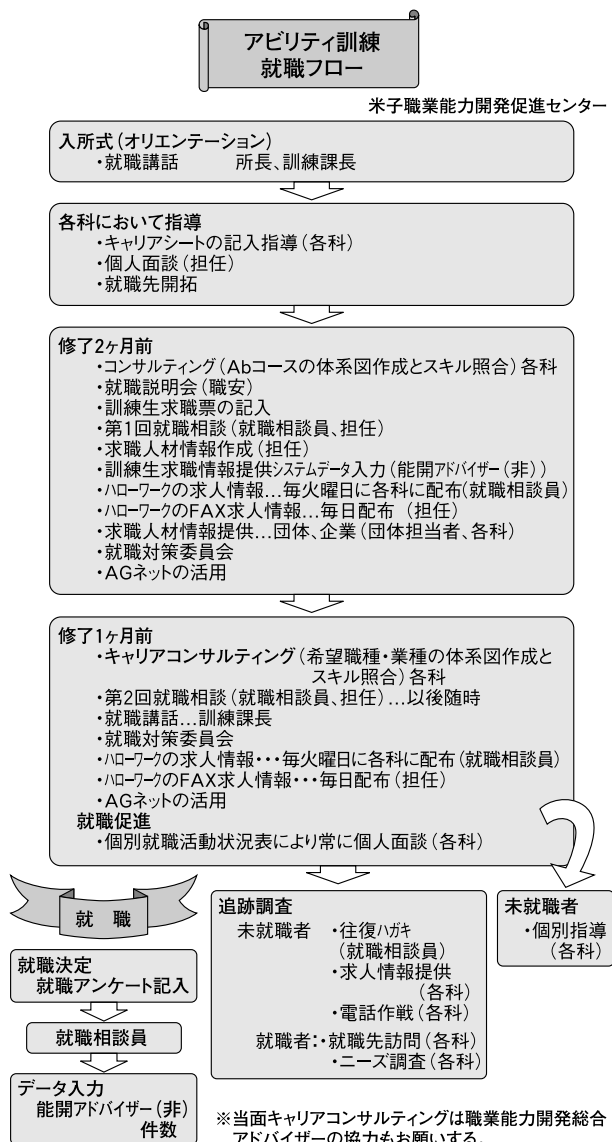 アビリティ訓練
就職フロー
米子職業能力開発促進センター
入所式(オリエンテーション)
・就職講話 所長、訓練課長
各科において指導
・キャリアシートの記入指導(各科)
・個人面談(担任)
・就職先開拓
修了2ヶ月前
・コンサルティング(Abコースの体系図作成とスキル照合)各科
・就職説明会(職安)
・訓練生求職票の記入
・第1回就職相談(就職相談員、担任)
・求職人材情報作成(担任)
・訓練生求職情報提供システムデータ入力(能開アドバイザー(非))
・ハローワークの求人情報…毎火曜日に各科に配布(就職相談員)
・ハローワークのFAX求人情報…毎日配布 (担任)
・求職人材情報提供…団体、企業(団体担当者、各科)
・就職対策委員会
・AGネットの活用
修了1ヶ月前
・キャリアコンサルティング(希望職種・業種の体系図作成と
スキル照合)各科
・第2回就職相談(就職相談員、担任)…以後随時
・就職講話…訓練課長
・就職対策委員会
・ハローワークの求人情報・・・毎火曜日に各科に配布(就職相談員)
・ハローワークのFAX求人情報・・・毎日配布(担任)
・AGネットの活用
就職促進
・個別就職活動状況表により常に個人面談(各科)
就 職
就職決定
就職アンケート記入
就職相談員
データ入力
能開アドバイザー(非)
件数
追跡調査
未就職者 ・往復ハガキ
(就職相談員)
・求人情報提供
(各科)
・電話作戦(各科)
就職者:・就職先訪問(各科)
・ニーズ調査(各科)
未就職者
・個別指導
(各科)
※当面キャリアコンサルティングは職業能力開発総合
アドバイザーの協力もお願いする。